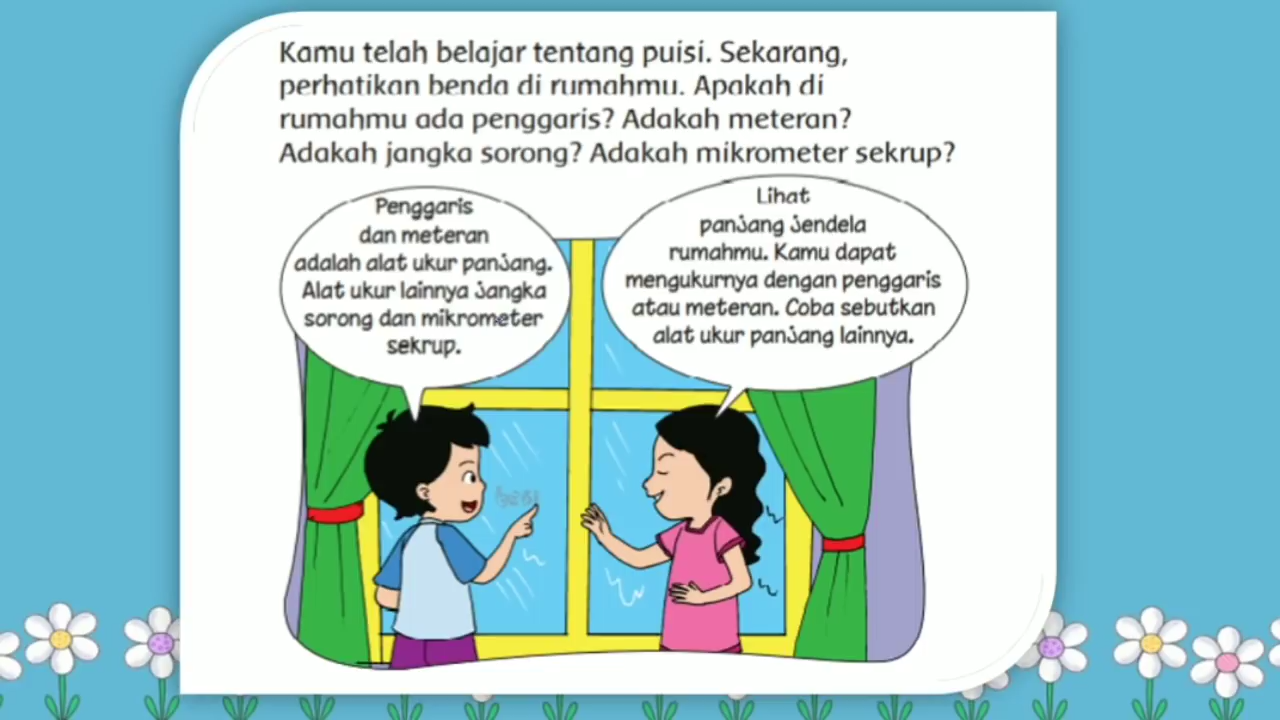 Kamu telah belajar tentang puisi. Sekarang,
perhatikan benda di rumahmu. Apakah di
rumahmu ada penggaris? Adakah meteran?
Adakah jangka sorong? Adakah mikrometer sekrup?
Penggaris
dan meteran
adalah alat ukur panjang.
Alat ukur lainnya jangka
sorong dan mikrometer
sekrup.
Lihat
panjang jendela
rumahmu. Kamu dapat
mengukurnya dengan penggaris
atau meteran. Coba sebutkan
alat ukur panjang lainnya.